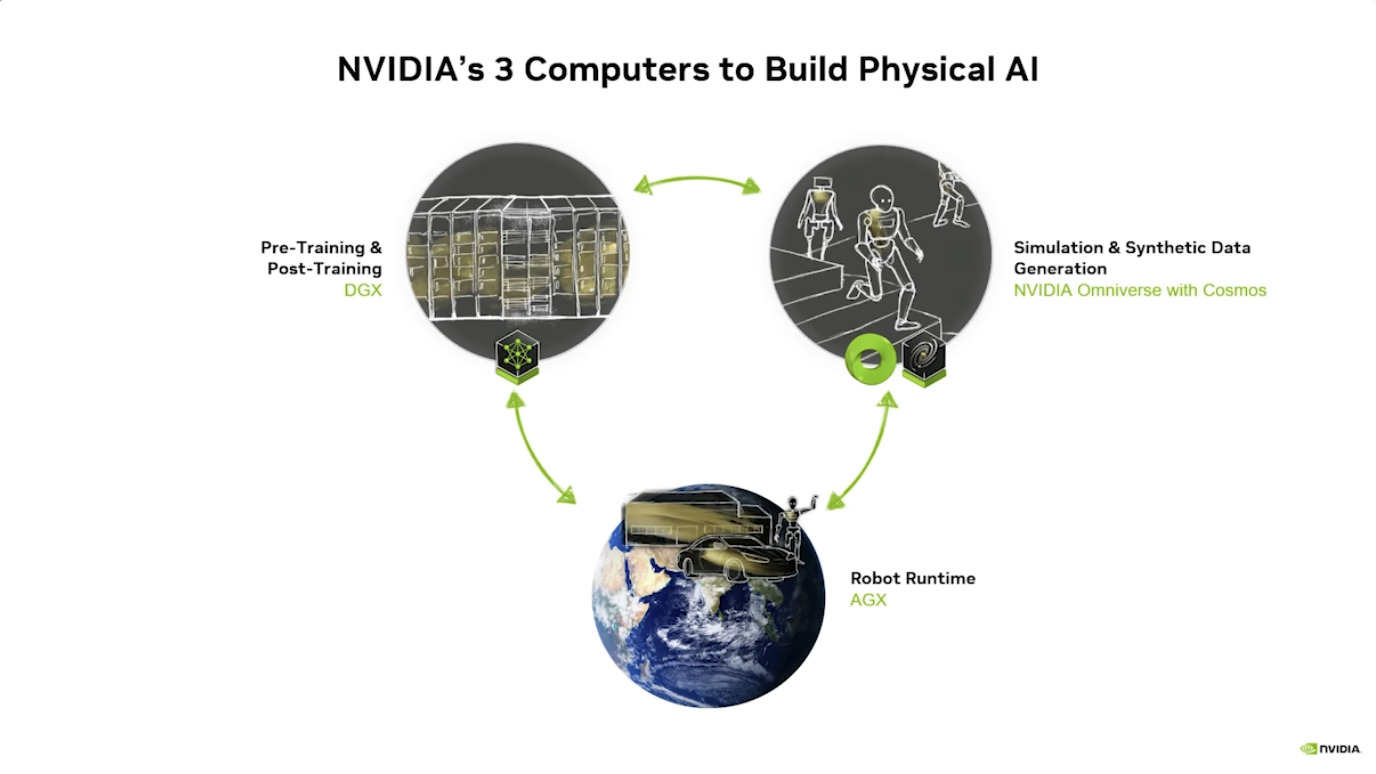 NVIDIA’s 3 Computers to Build Physical AI
Pre-Training &
Post-Training
DGX
Simulation & Synthetic Data
Generation
NVIDIA Omniverse with Cosmos
Robot Runtime
AGX
NVIDIA.